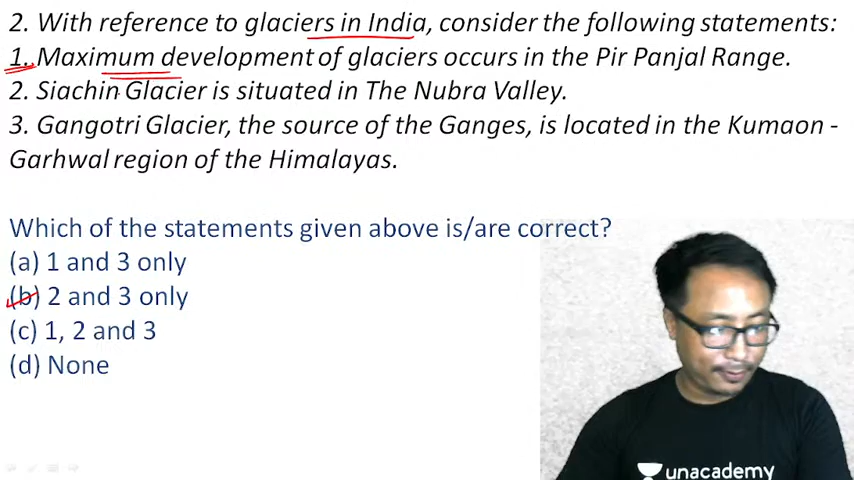 2. With reference to glaciers in India, consider the following statements:
1. Maximum development of glaciers occurs in the Pir Panjal Range.
2. Siachin Glacier is situated in The Nubra Valley.
3. Gangotri Glacier, the source of the Ganges, is located in the Kumaon -
Garhwal region of the Himalayas.
Which of the statements given above is/are correct?
(a) 1 and 3 only
(b) 2 and 3 only
(c) 1, 2 and 3
(d) None
unacademy